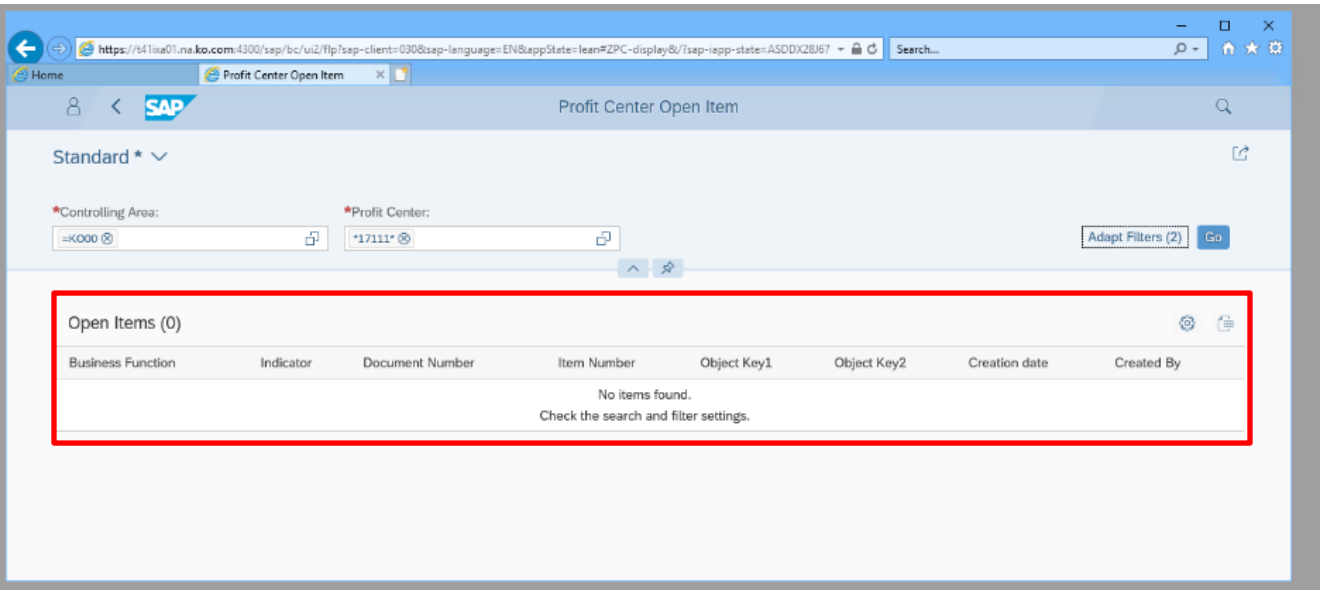 https://t41ixa01.na.ko.com:4300/sap/bc/ui2/flp?sap-client=030&sap-language=EN&appState=lean#ZPC-display&/?sap-iapp-state=ASDDX28J67 Search...
Home Profit Center Open Item
SAP Profit Center Open Item
Standard *
*Controlling Area: *Profit Center:
=KO00 *17111* Adapt Filters (2) Go
Open Items (0)
Business Function Indicator Document Number Item Number Object Key1 Object Key2 Creation date Created By
No items found.
Check the search and filter settings.